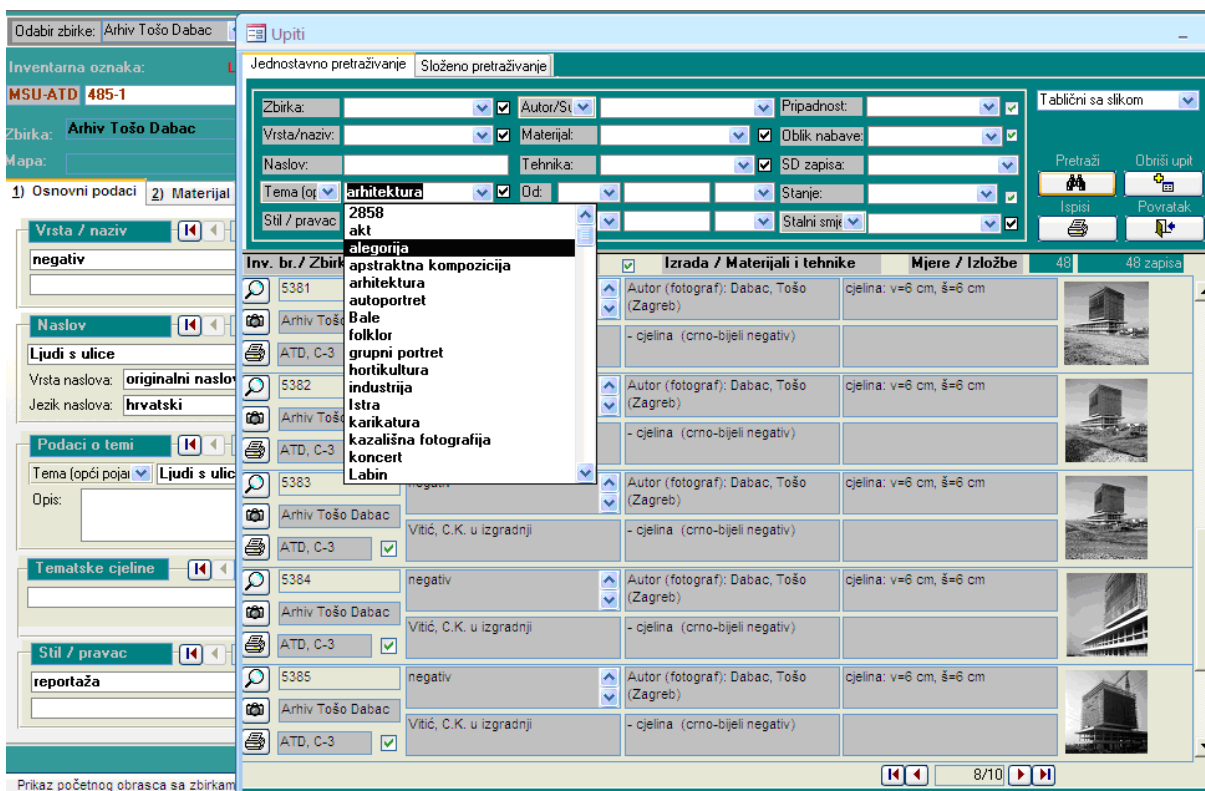 Odabir zbirke: Arhiv Tošo Dabac
Inventarna oznaka:
MSU-ATD 485-1
Zbirka: Arhiv Tošo Dabac
Mapa:
1) Osnovni podaci 2) Materijal
Vrsta / naziv
negativ
Naslov
Ljudi s ulice
Vrsta naslova: originalni naslov
Jezik naslova: hrvatski
Podaci o temi
Tema (opći pojar Ljudi s ulic
Opis:
Tematske cjeline
Stil / pravac
reportaža
Prikaz početnog obrasca sa zbirkam
Upiti
Jednostavno pretraživanje Složeno pretraživanje
Zbirka: Autor/Su Pripadnost:
Vrsta/naziv: Materijal: Oblik nabave:
Naslov: Tehnika: SD zapisa:
Tema (op arhitektura Od: Stanje:
Stil / pravac Stalni smje
Tablični sa slikom
Pretraži Obriši upit
Ispisi Povratak
2858
akt
alegorija
apstraktna kompozicija
arhitektura
autoportret
Bale
folklor
grupni portret
hortikultura
industrija
Istra
karikatura
kazališna fotografija
koncert
Labin
Inv. br./ Zbirk Izrada / Materijali i tehnike Mjere / Izložbe 48 48 zapisa
5381 Autor (fotograf): Dabac, Tošo cjelina: v=6 cm, š=6 cm
(Zagreb)
Arhiv Tošo
- cjelina (crno-bijeli negativ)
ATD, C-3
5382 Autor (fotograf): Dabac, Tošo cjelina: v=6 cm, š=6 cm
(Zagreb)
Arhiv Tošo
- cjelina (crno-bijeli negativ)
ATD, C-3
5383 negativ Autor (fotograf): Dabac, Tošo cjelina: v=6 cm, š=6 cm
(Zagreb)
Arhiv Tošo Dabac
Vitić, C.K. u izgradnji - cjelina (crno-bijeli negativ)
ATD, C-3
5384 negativ Autor (fotograf): Dabac, Tošo cjelina: v=6 cm, š=6 cm
(Zagreb)
Arhiv Tošo Dabac
Vitić, C.K. u izgradnji - cjelina (crno-bijeli negativ)
ATD, C-3
5385 negativ Autor (fotograf): Dabac, Tošo cjelina: v=6 cm, š=6 cm
(Zagreb)
Arhiv Tošo Dabac
Vitić, C.K. u izgradnji - cjelina (crno-bijeli negativ)
ATD, C-3
8/10